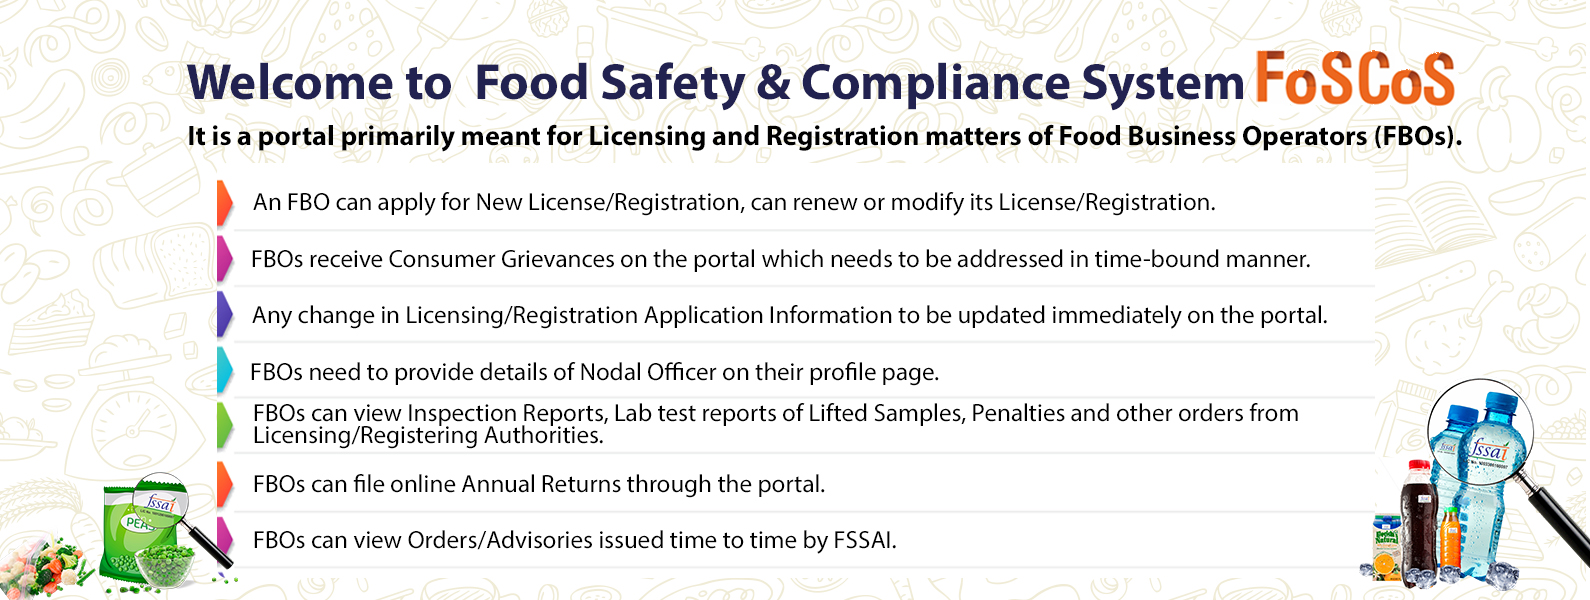 Welcome to Food Safety & Compliance System FoSCoS
It is a portal primarily meant for Licensing and Registration matters of Food Business Operators (FBOs).
An FBO can apply for New License/Registration, can renew or modify its License/Registration.
FBOs receive Consumer Grievances on the portal which needs to be addressed in time-bound manner.
Any change in Licensing/Registration Application Information to be updated immediately on the portal.
FBOs need to provide details of Nodal Officer on their profile page.
FBOs can view Inspection Reports, Lab test reports of Lifted Samples, Penalties and other orders from
Licensing/Registering Authorities.
FBOs can file online Annual Returns through the portal.
FBOs can view Orders/Advisories issued time to time by FSSAI.
fssai
PEAS
fssai
Natural